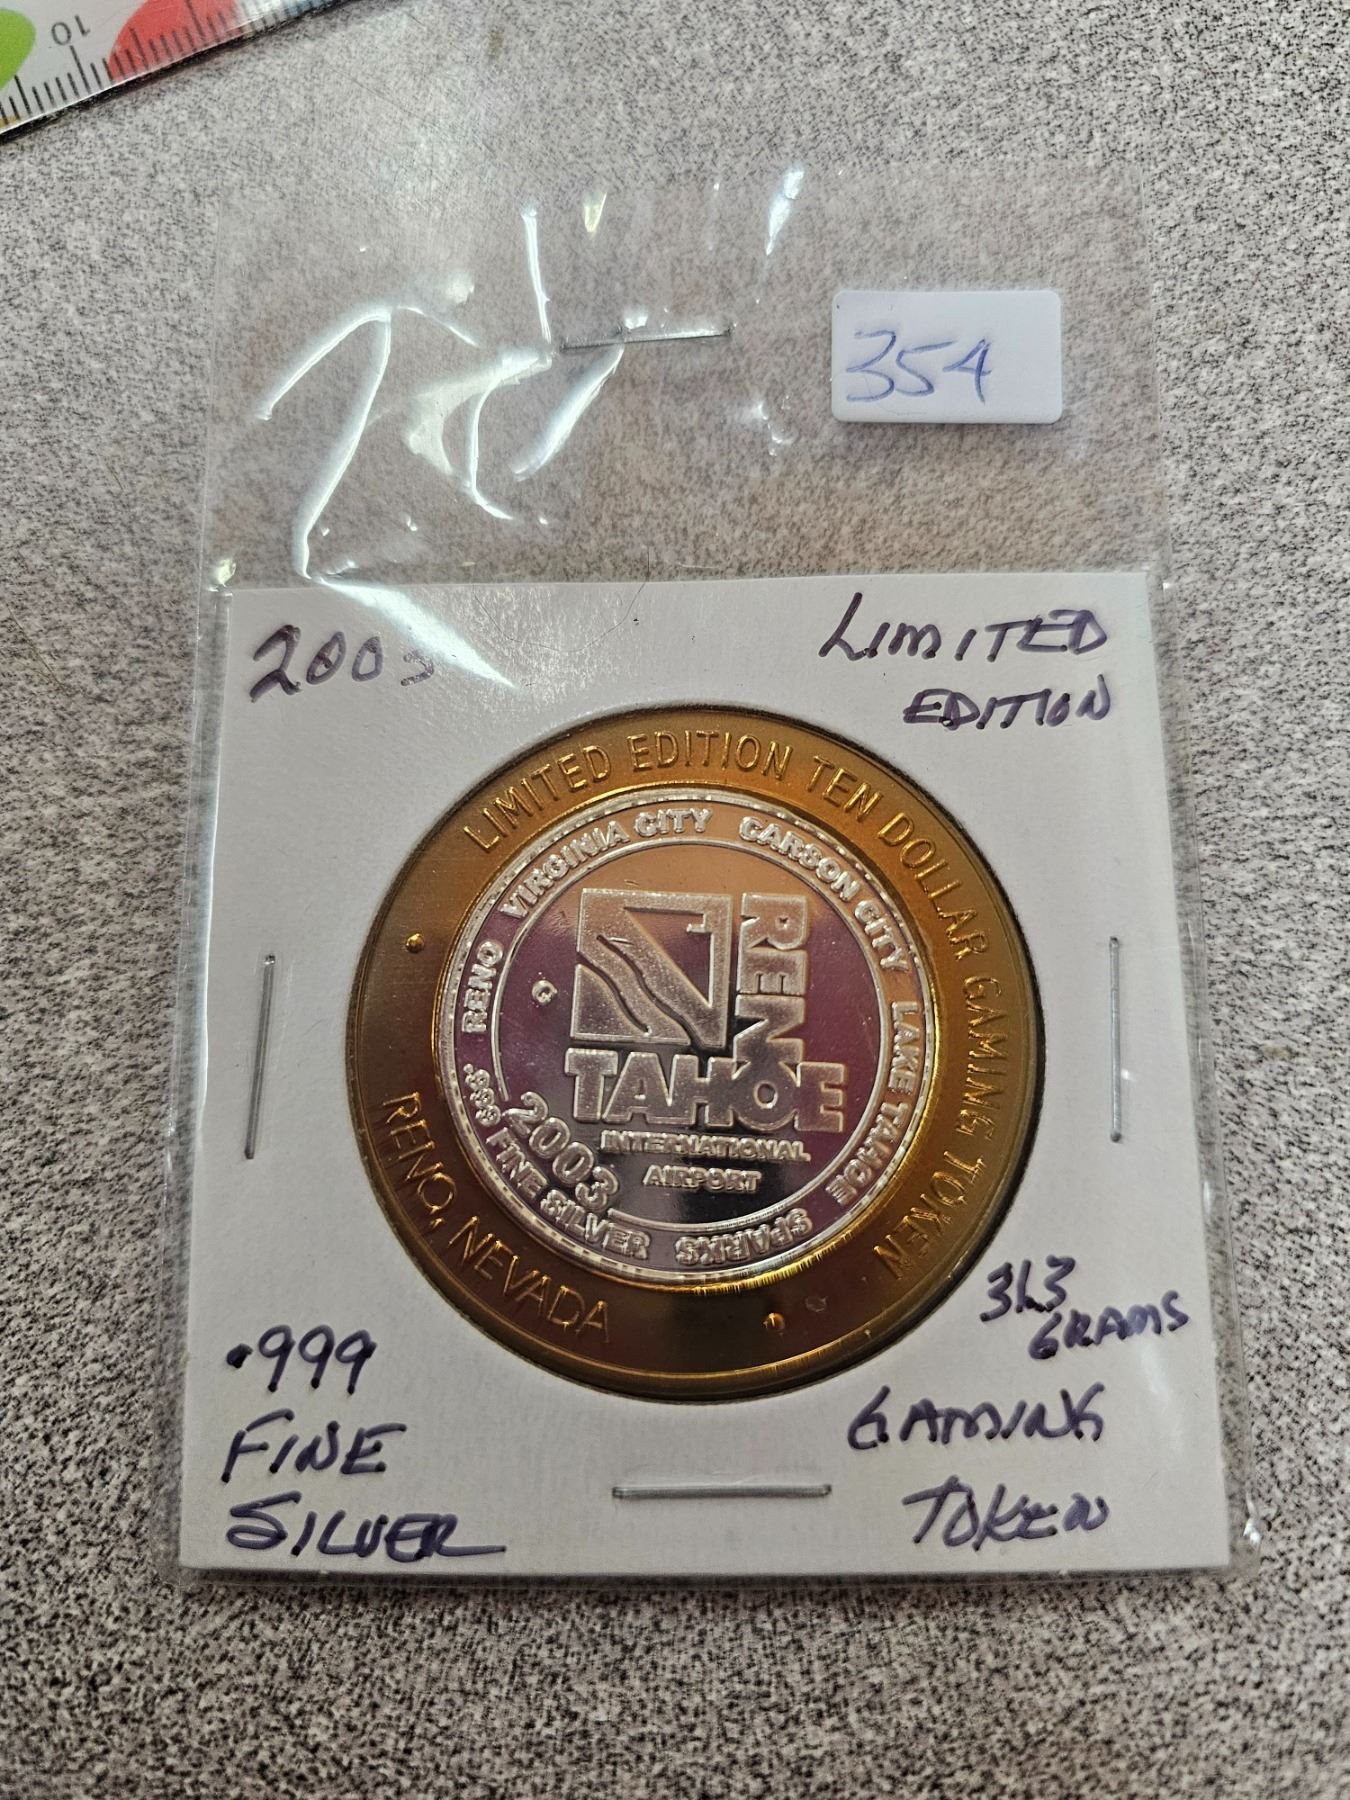 10
354
2003
LIMITED
EDITION
LIMITED EDITION TEN DOLLAR GAMING TOKEN
RENO VIRGINIA CITY CARSON CITY LAKE TAHOE SPARKS
RENO
TAHOE
INTERNATIONAL
AIRPORT
G
2003
.999 FINE SILVER
RENO, NEVADA
31.3
GRAMS
.999
FINE
SILVER
GAMING
TOKEN